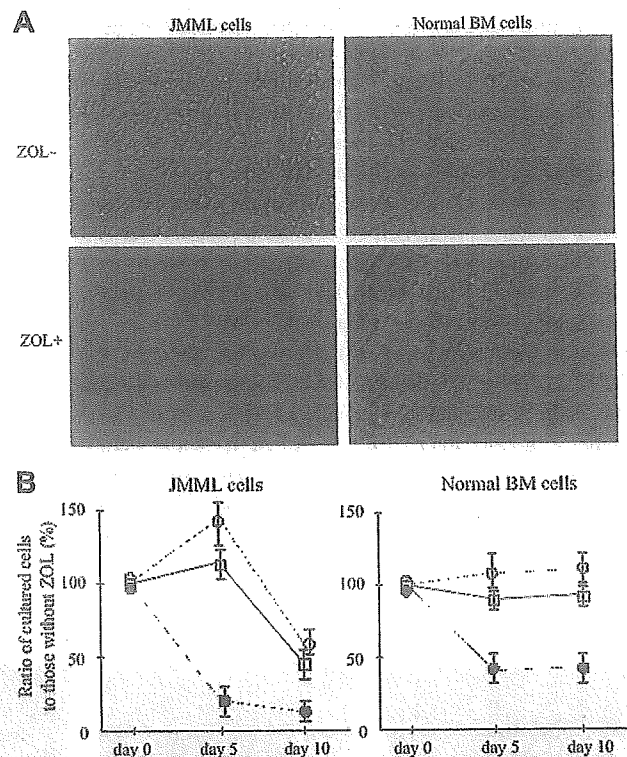 A
JMML cells
Normal BM cells
ZOL-
ZOL+
B
JMML cells
Normal BM cells
Ratio of cultured cells
to those without ZOL (%)
150
100
50
0
day 0
day 5
day 10
150
100
50
0
day 0
day 5
day 10